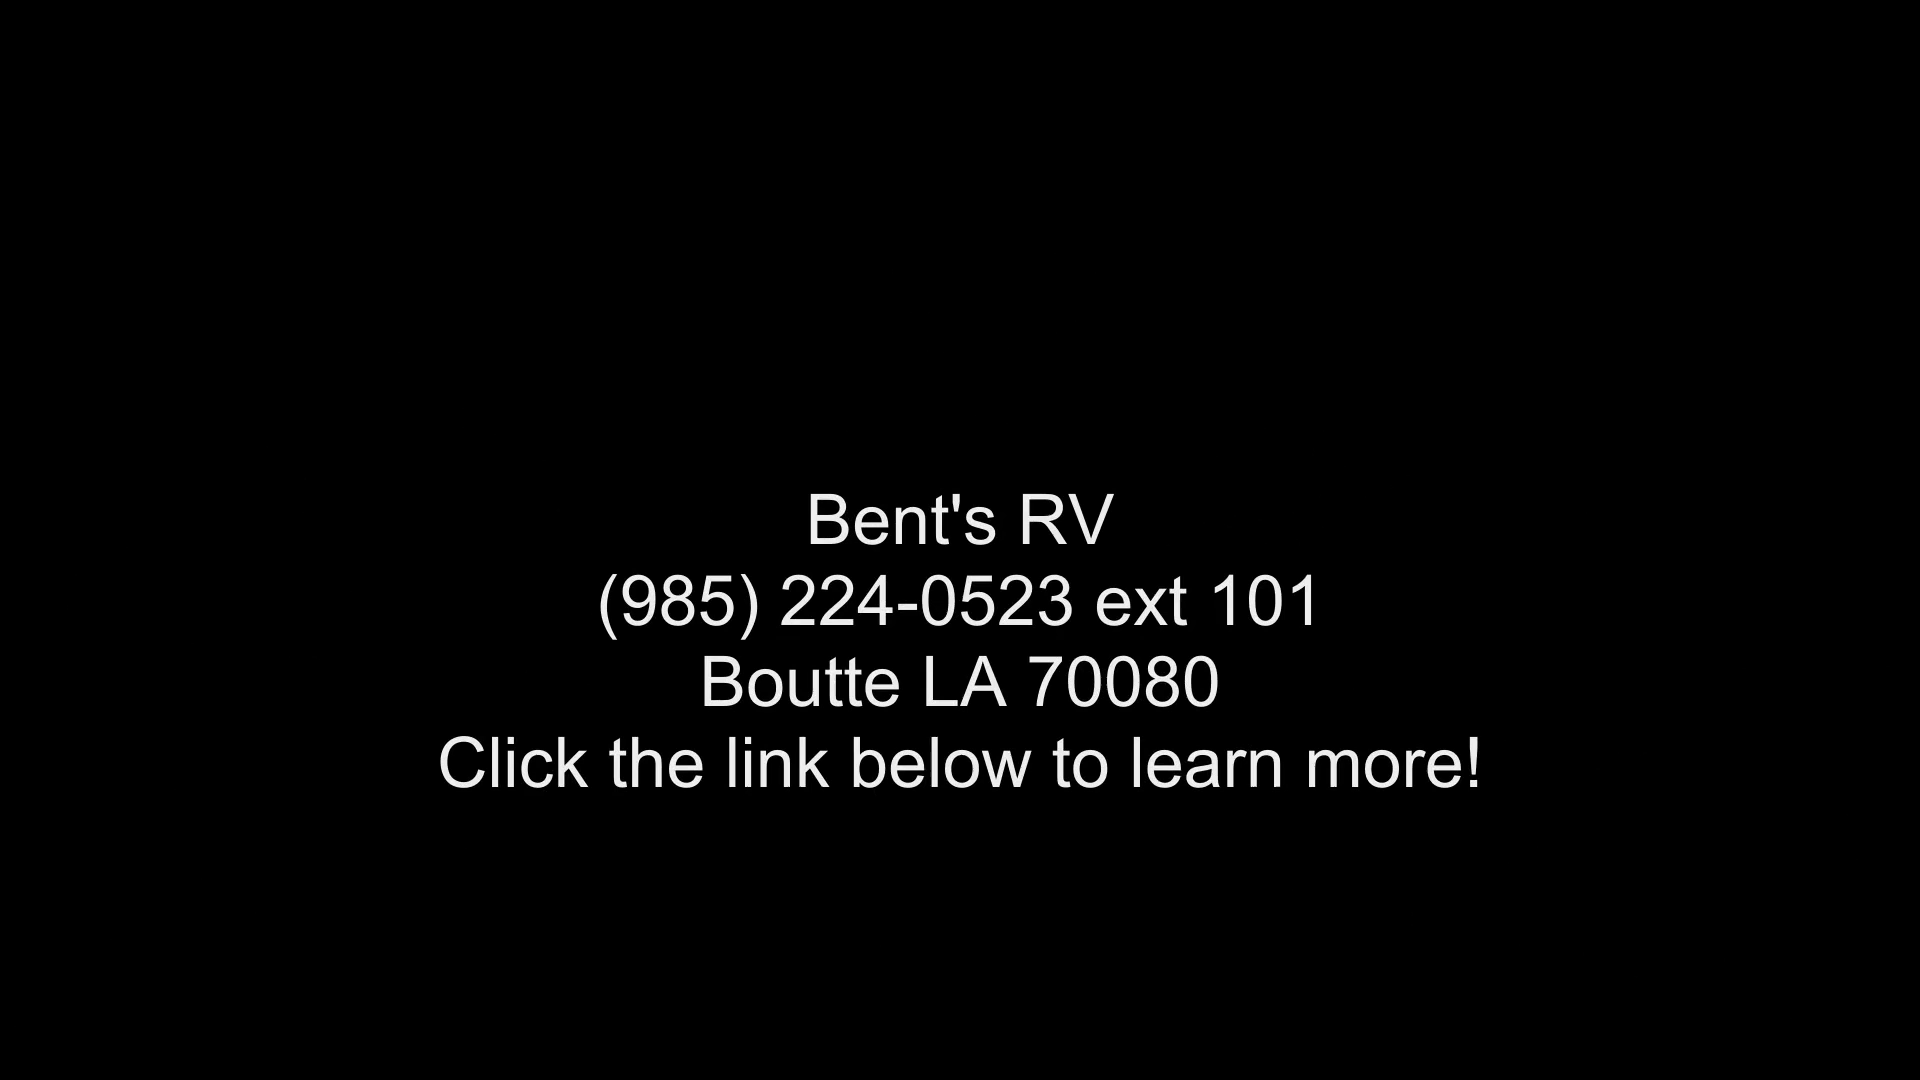 Bent's RV
(985) 224-0523 ext 101
Boutte LA 70080
Click the link below to learn more!